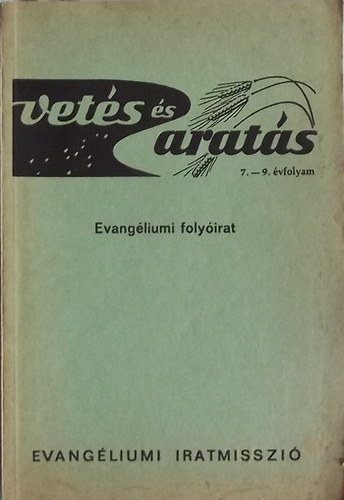 vetés és
aratás
7. — 9. évfolyam
Evangéliumi folyóirat
EVANGÉLIUMI IRATMISSZIÓ